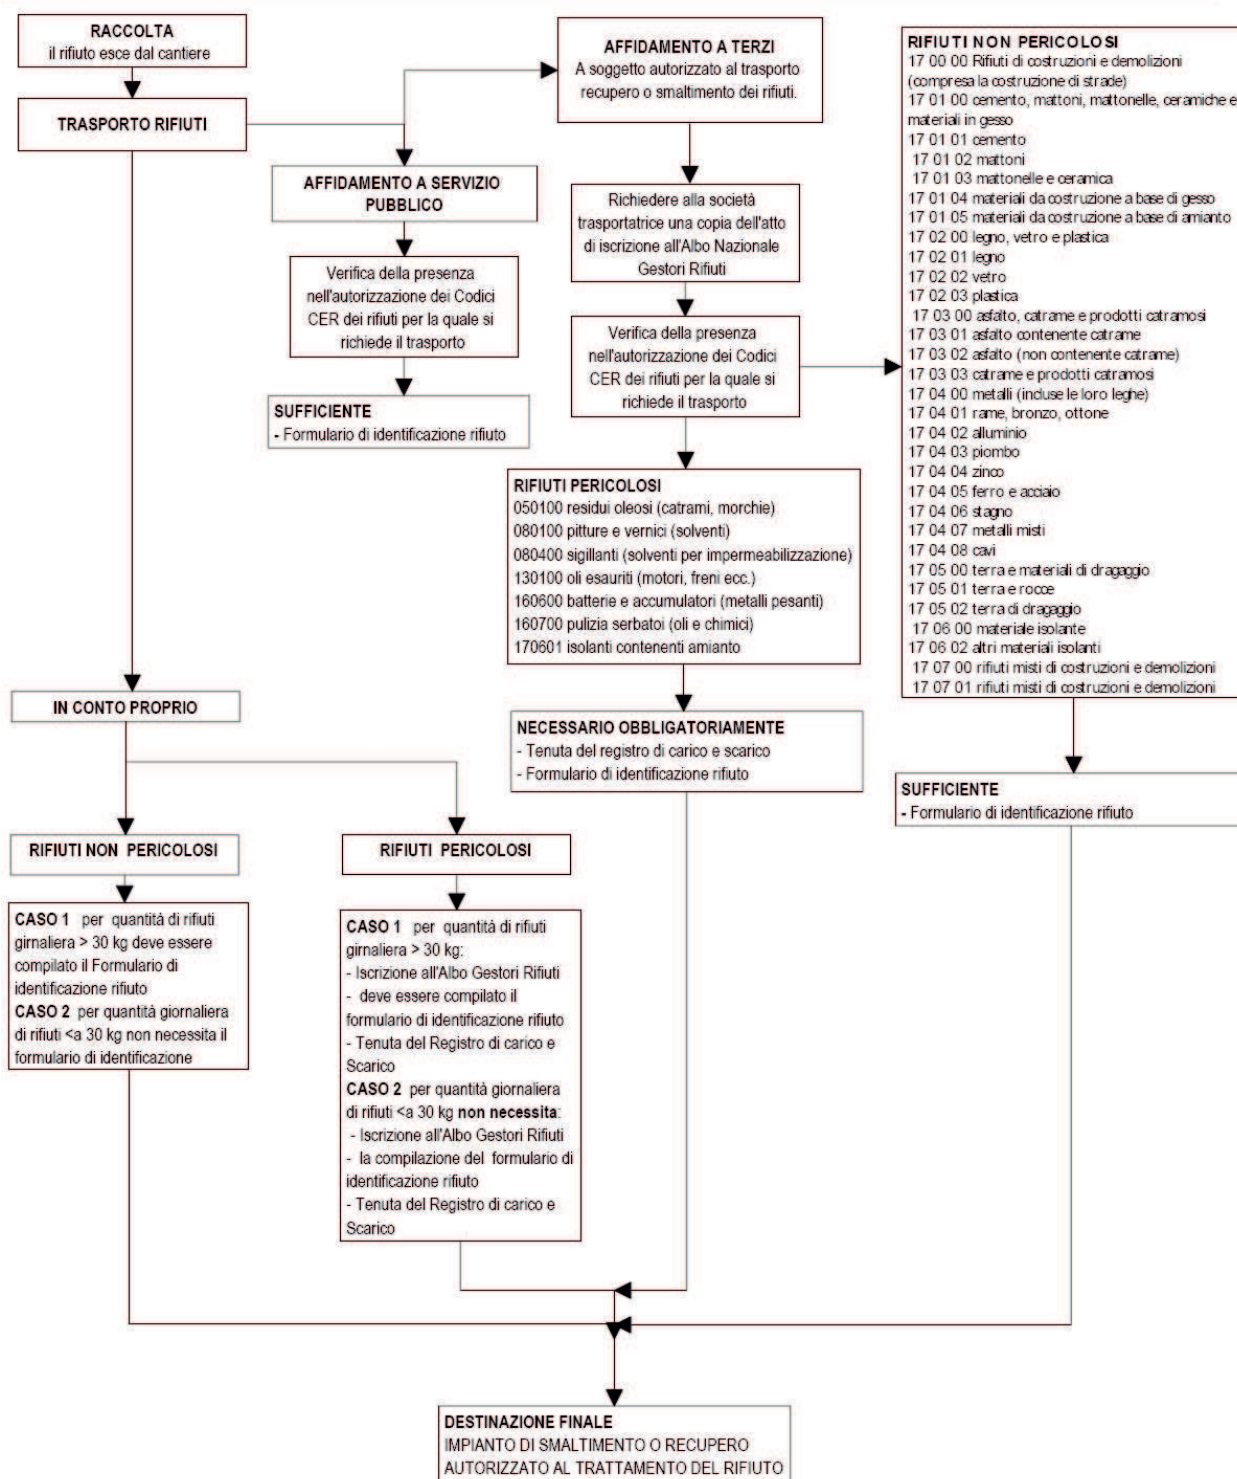 RACCOLTA
il rifiuto esce dal cantiere
TRASPORTO RIFIUTI
AFFIDAMENTO A SERVIZIO
PUBBLICO
Verifica della presenza
nell'autorizzazione dei Codici
CER dei rifiuti per la quale si
richiede il trasporto
SUFFICIENTE
- Formulario di identificazione rifiuto
AFFIDAMENTO A TERZI
A soggetto autorizzato al trasporto
recupero o smaltimento dei rifiuti.
Richiedere alla società
trasportatrice una copia dell'atto
di iscrizione all'Albo Nazionale
Gestori Rifiuti
Verifica della presenza
nell'autorizzazione dei Codici
CER dei rifiuti per la quale si
richiede il trasporto
RIFIUTI PERICOLOSI
050100 residui oleosi (catrami, morchie)
080100 pitture e vernici (solventi)
080400 sigillanti (solventi per impermeabilizzazione)
130100 oli esauriti (motori, freni ecc.)
160600 batterie e accumulatori (metalli pesanti)
160700 pulizia serbatoi (oli e chimici)
170601 isolanti contenenti amianto
NECESSARIO OBBLIGATORIAMENTE
- Tenuta del registro di carico e scarico
- Formulario di identificazione rifiuto
RIFIUTI NON PERICOLOSI
17 00 00 Rifiuti di costruzioni e demolizioni
(compresa la costruzione di strade)
17 01 00 cemento, mattoni, mattonelle, ceramiche e
materiali in gesso
17 01 01 cemento
17 01 02 mattoni
17 01 03 mattonelle e ceramica
17 01 04 materiali da costruzione a base di gesso
17 01 05 materiali da costruzione a base di amianto
17 02 00 legno, vetro e plastica
17 02 01 legno
17 02 02 vetro
17 02 03 plastica
17 03 00 asfalto, catrame e prodotti catramosi
17 03 01 asfalto contenente catrame
17 03 02 asfalto (non contenente catrame)
17 03 03 catrame e prodotti catramosi
17 04 00 metalli (incluse le loro leghe)
17 04 01 rame, bronzo, ottone
17 04 02 alluminio
17 04 03 piombo
17 04 04 zinco
17 04 05 ferro e acciaio
17 04 06 stagno
17 04 07 metalli misti
17 04 08 cavi
17 05 00 terra e materiali di dragaggio
17 05 01 terra e rocce
17 05 02 terra di dragaggio
17 06 00 materiale isolante
17 06 02 altri materiali isolanti
17 07 00 rifiuti misti di costruzioni e demolizioni
17 07 01 rifiuti misti di costruzioni e demolizioni
SUFFICIENTE
- Formulario di identificazione rifiuto
IN CONTO PROPRIO
RIFIUTI NON PERICOLOSI
CASO 1 per quantità di rifiuti
girnaliera > 30 kg deve essere
compilato il Formulario di
identificazione rifiuto
CASO 2 per quantità giornaliera
di rifiuti <a 30 kg non necessita il
formulario di identificazione
RIFIUTI PERICOLOSI
CASO 1 per quantità di rifiuti
girnaliera > 30 kg:
- Iscrizione all'Albo Gestori Rifiuti
- deve essere compilato il
formulario di identificazione rifiuto
- Tenuta del Registro di carico e
Scarico
CASO 2 per quantità giornaliera
di rifiuti <a 30 kg non necessita:
- Iscrizione all'Albo Gestori Rifiuti
- la compilazione del formulario di
identificazione rifiuto
- Tenuta del Registro di carico e
Scarico
DESTINAZIONE FINALE
IMPIANTO DI SMALTIMENTO O RECUPERO
AUTORIZZATO AL TRATTAMENTO DEL RIFIUTO